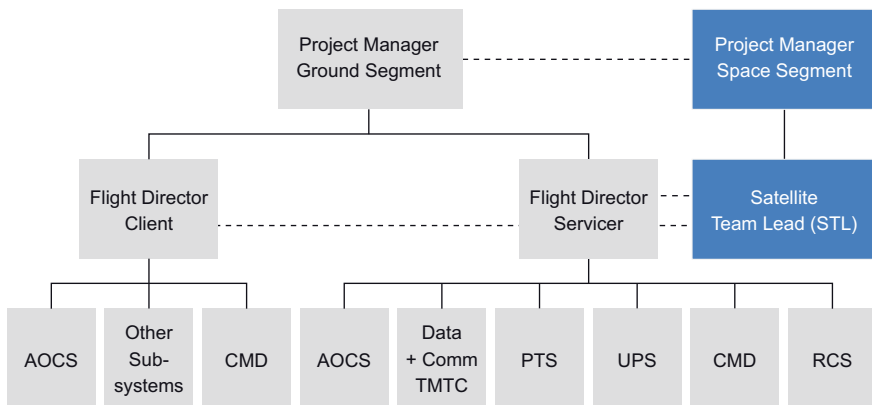 Project Manager
Ground Segment
Project Manager
Space Segment
Flight Director
Client
Flight Director
Servicer
Satellite
Team Lead (STL)
AOCS
Other
Sub-
systems
CMD
AOCS
Data
+ Comm
TMTC
PTS
UPS
CMD
RCS